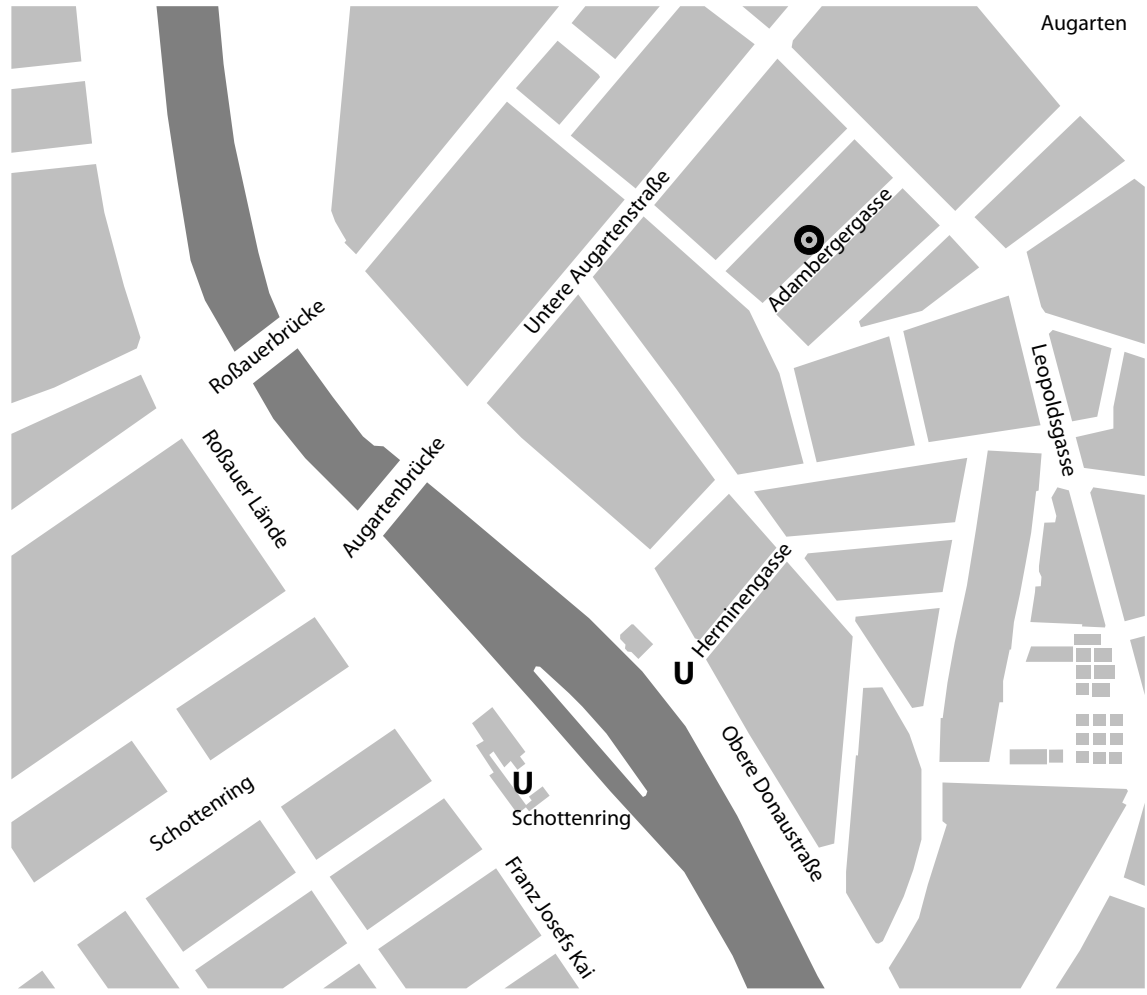 Augarten
Untere Augartenstraße
Adambergergasse
Roßauerbrücke
Leopoldsgasse
Roßauer Lände
Augartenbrücke
Herminengasse
U
Obere Donaustraße
U
Schottenring
Schottenring
Franz Josefs Kai